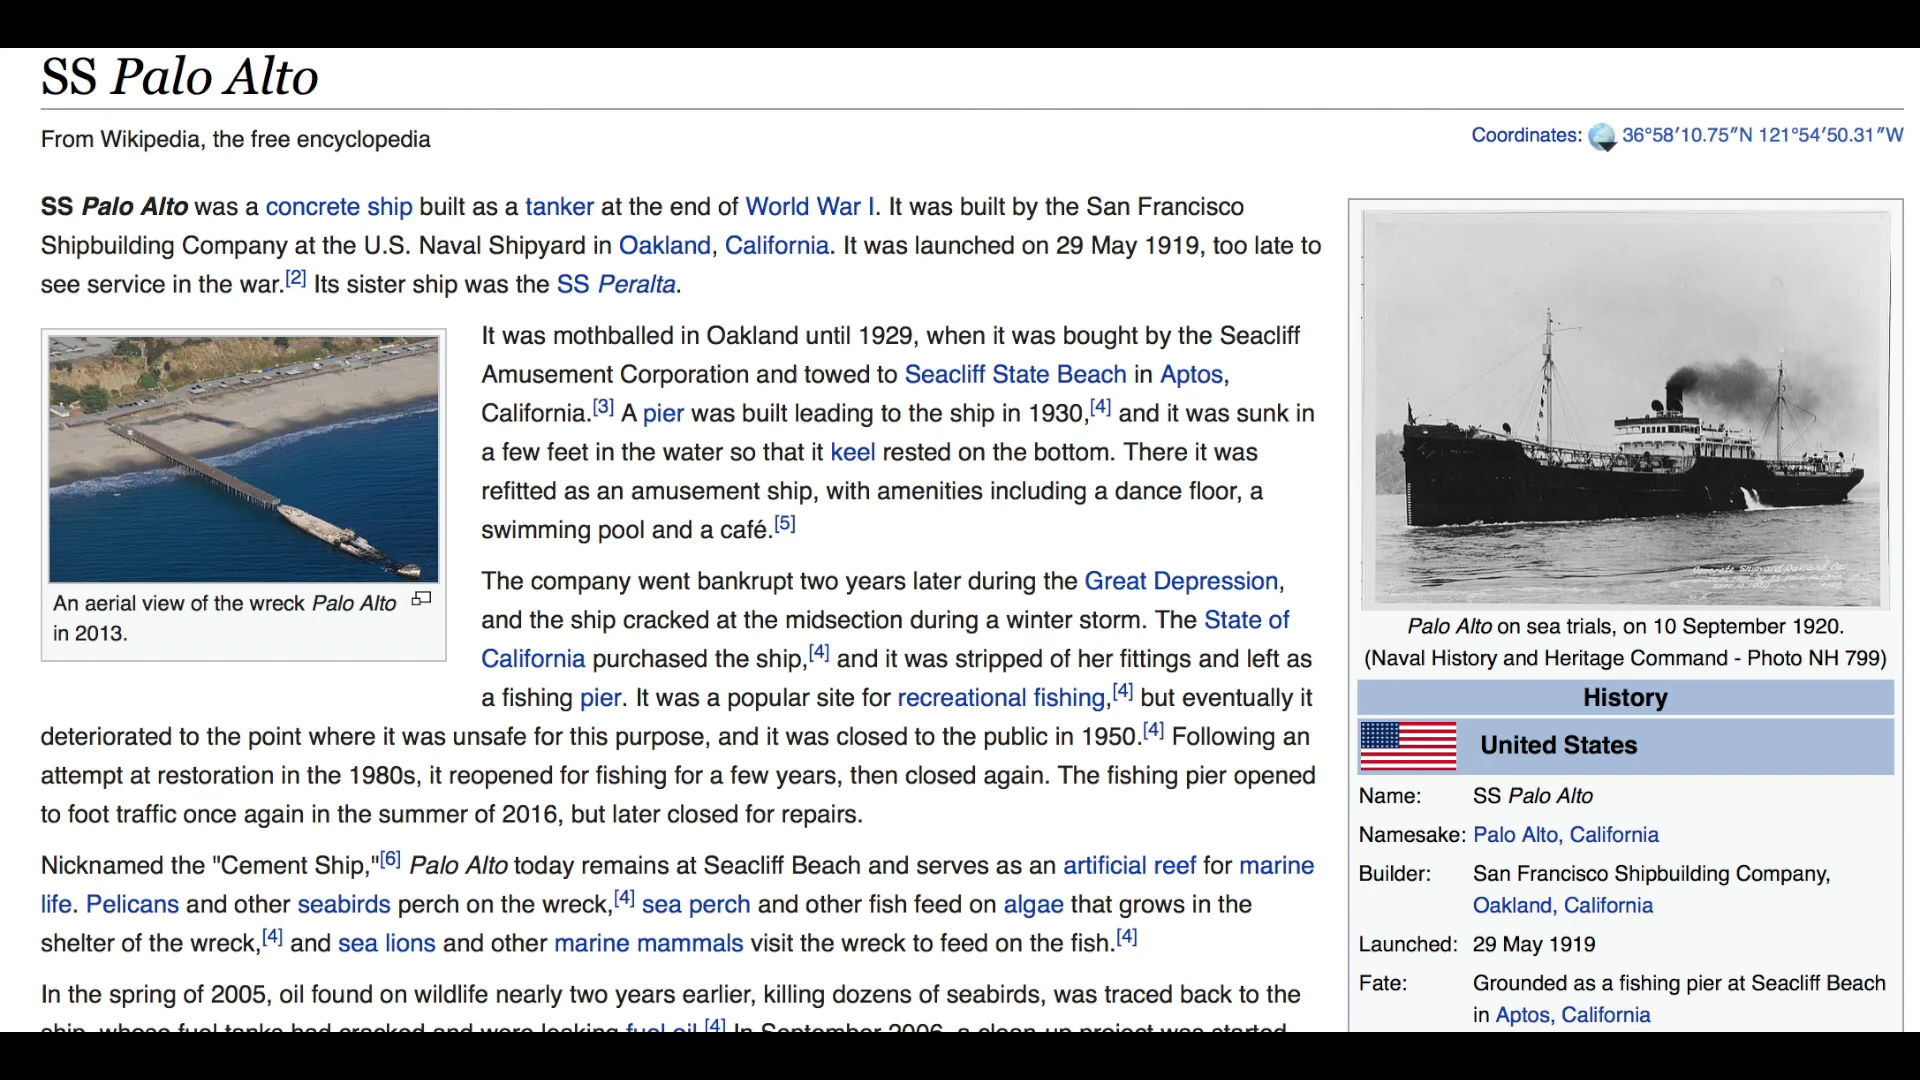 SS Palo Alto
From Wikipedia, the free encyclopedia
Coordinates: 36°58′10.75″N 121°54′50.31″W
SS Palo Alto was a concrete ship built as a tanker at the end of World War I. It was built by the San Francisco
Shipbuilding Company at the U.S. Naval Shipyard in Oakland, California. It was launched on 29 May 1919, too late to
see service in the war.[2] Its sister ship was the SS Peralta.
An aerial view of the wreck Palo Alto
in 2013.
It was mothballed in Oakland until 1929, when it was bought by the Seacliff
Amusement Corporation and towed to Seacliff State Beach in Aptos,
California.[3] A pier was built leading to the ship in 1930,[4] and it was sunk in
a few feet in the water so that it keel rested on the bottom. There it was
refitted as an amusement ship, with amenities including a dance floor, a
swimming pool and a café.[5]
The company went bankrupt two years later during the Great Depression,
and the ship cracked at the midsection during a winter storm. The State of
California purchased the ship,[4] and it was stripped of her fittings and left as
a fishing pier. It was a popular site for recreational fishing,[4] but eventually it
deteriorated to the point where it was unsafe for this purpose, and it was closed to the public in 1950.[4] Following an
attempt at restoration in the 1980s, it reopened for fishing for a few years, then closed again. The fishing pier opened
to foot traffic once again in the summer of 2016, but later closed for repairs.
Nicknamed the "Cement Ship,"[6] Palo Alto today remains at Seacliff Beach and serves as an artificial reef for marine
life. Pelicans and other seabirds perch on the wreck,[4] sea perch and other fish feed on algae that grows in the
shelter of the wreck,[4] and sea lions and other marine mammals visit the wreck to feed on the fish.[4]
In the spring of 2005, oil found on wildlife nearly two years earlier, killing dozens of seabirds, was traced back to the
ship, whose fuel tanks had cracked and were leaking fuel oil.[4] In September 2006, a clean-up project was started
Palo Alto on sea trials, on 10 September 1920.
(Naval History and Heritage Command - Photo NH 799)
History
United States
Name: SS Palo Alto
Namesake: Palo Alto, California
Builder: San Francisco Shipbuilding Company,
Oakland, California
Launched: 29 May 1919
Fate: Grounded as a fishing pier at Seacliff Beach
in Aptos, California